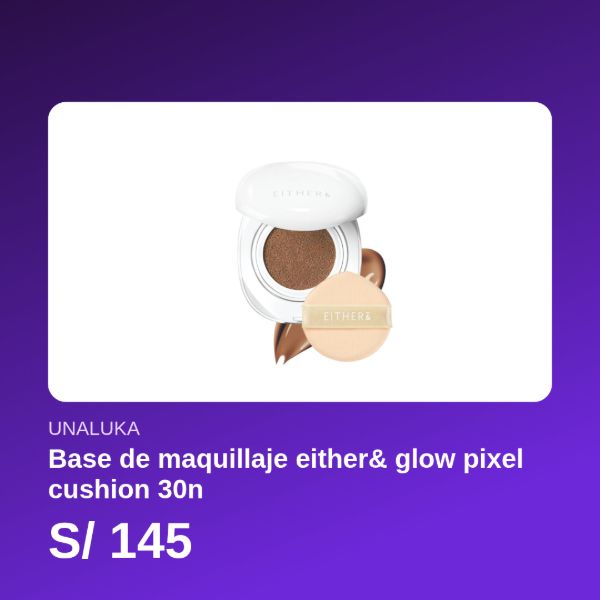 EITHER&
EITHER&
UNALUKA
Base de maquillaje either& glow pixel
cushion 30n
S/ 145